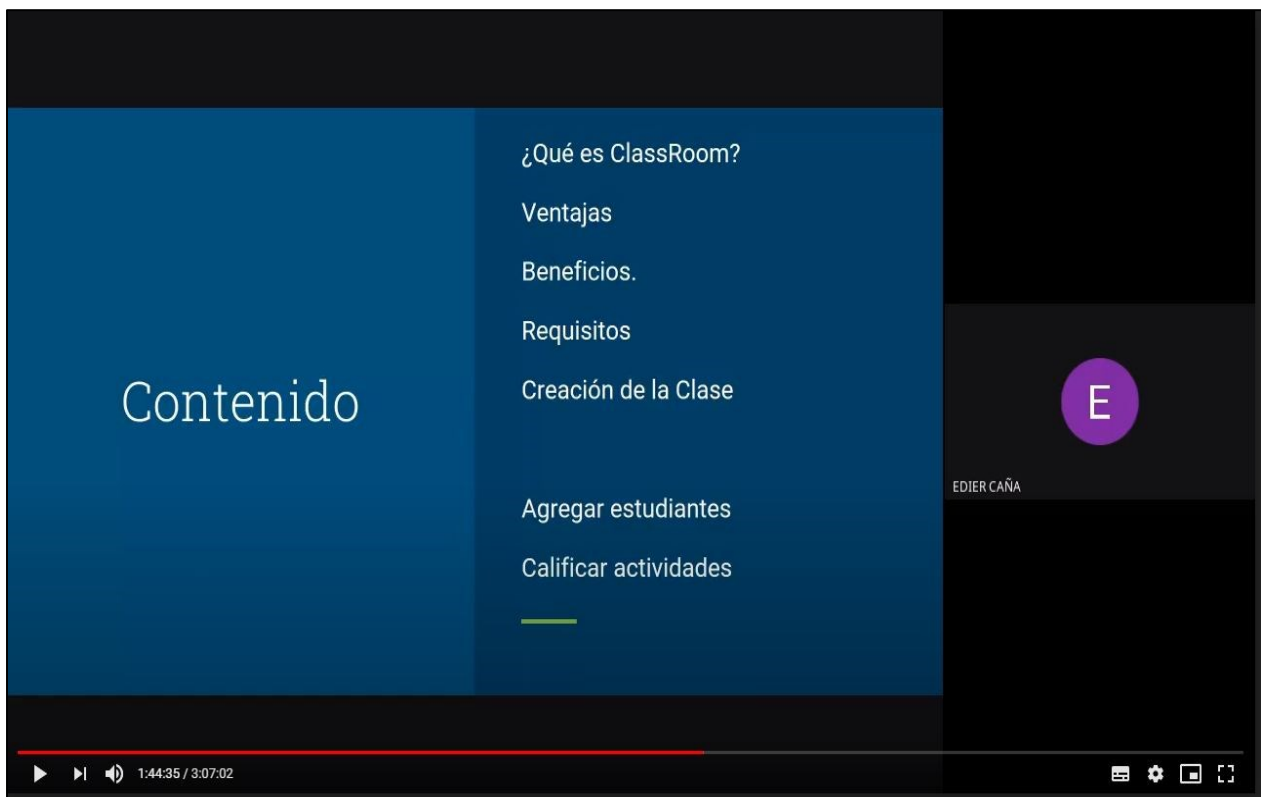 Contenido
¿Qué es ClassRoom?
Ventajas
Beneficios.
Requisitos
Creación de la Clase
Agregar estudiantes
Calificar actividades
E
EDIER CAÑA
1:44:35 / 3:07:02